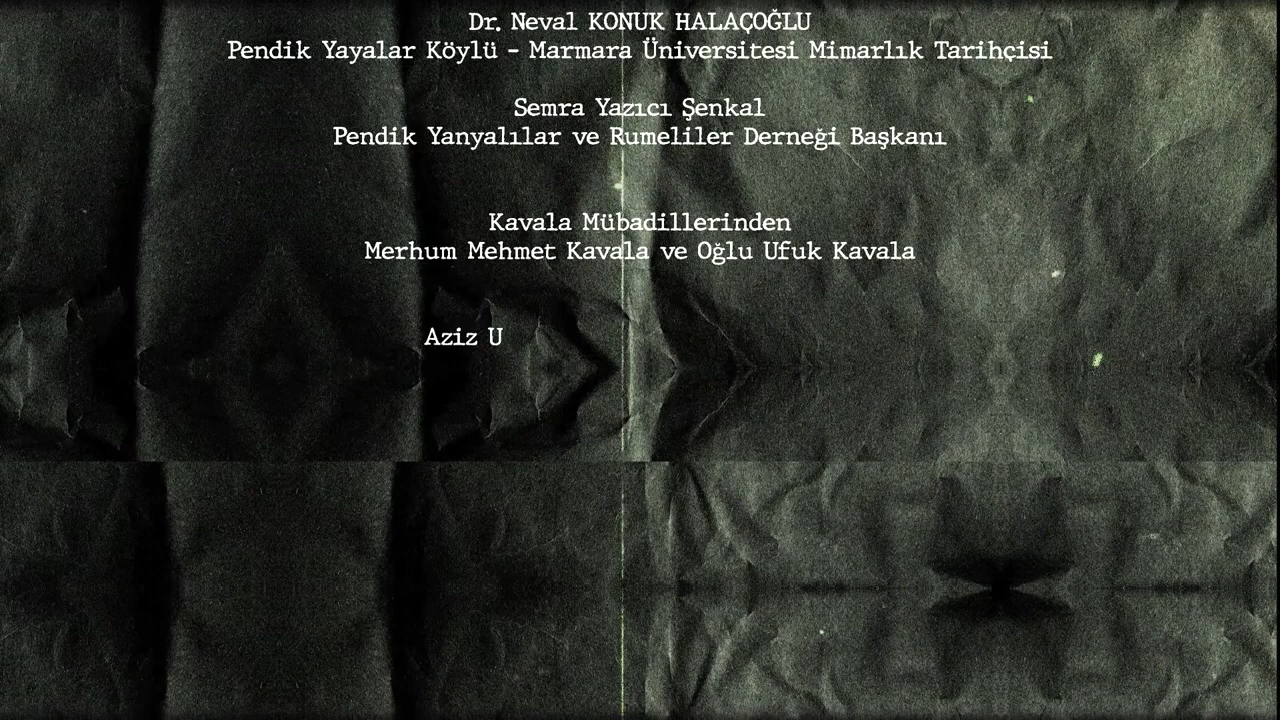 Dr. Neval KONUK HALAÇOĞLU
Pendik Yayalar Köylü - Marmara Üniversitesi Mimarlık Tarihçisi
Semra Yazıcı Şenkal
Pendik Yanyalılar ve Rumeliler Derneği Başkanı
Kavala Mübadillerinden
Merhum Mehmet Kavala ve Oğlu Ufuk Kavala
Aziz U